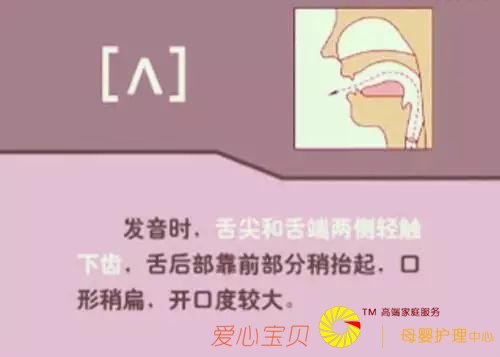 [ʌ]
发音时，舌尖和舌端两侧轻触
下齿，舌后部靠前部分稍抬起，口
形稍扁，开口度较大。
爱心宝贝
TM 高端家庭服务
母婴护理中心